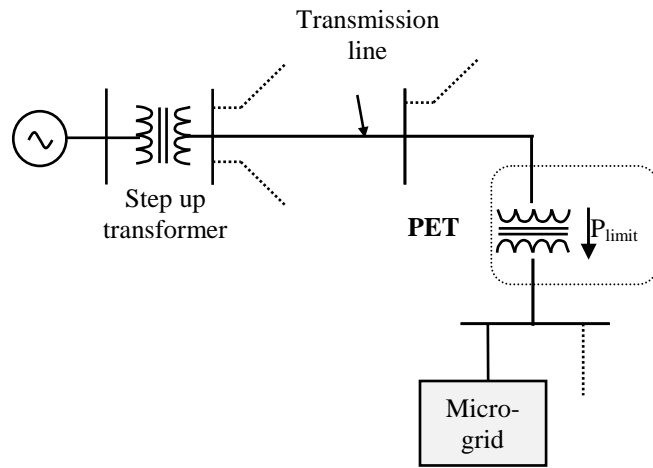 Transmission
line
Step up
transformer
PET
P_limit
Micro-
grid